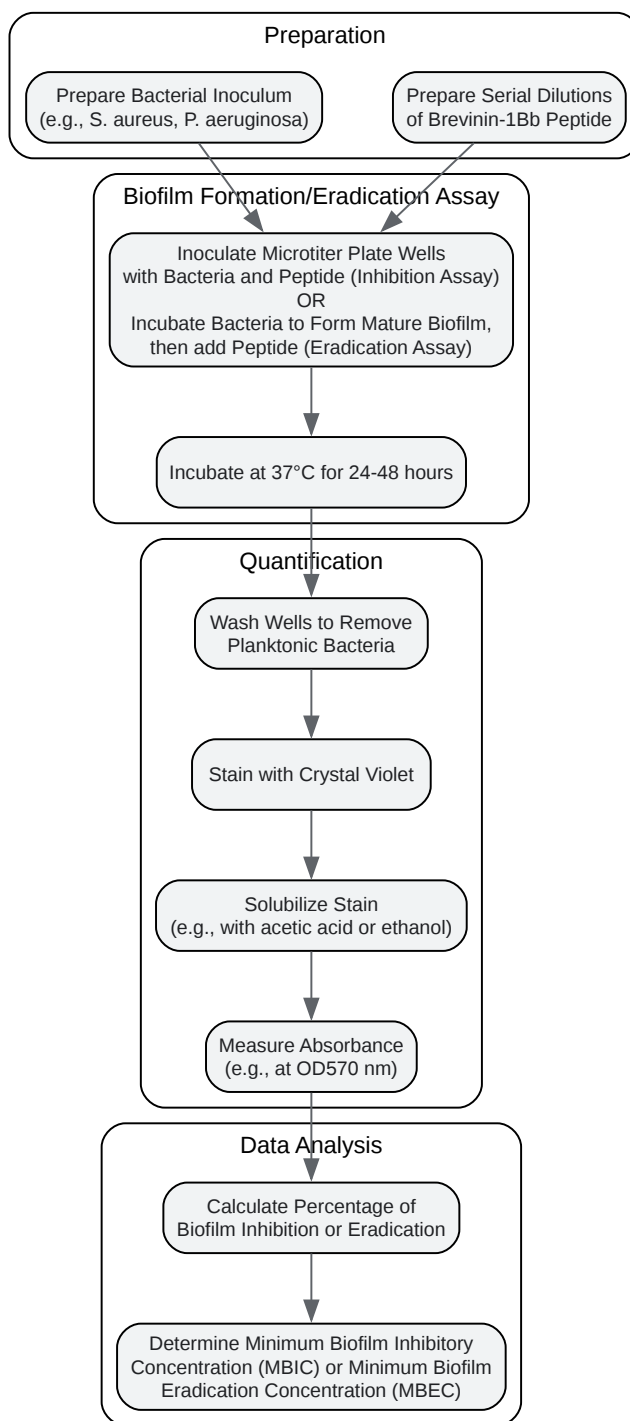 Preparation
Prepare Bacterial Inoculum
(e.g., S. aureus, P. aeruginosa)
Prepare Serial Dilutions
of Brevinin-1Bb Peptide
Biofilm Formation/Eradication Assay
Inoculate Microtiter Plate Wells
with Bacteria and Peptide (Inhibition Assay)
OR
Incubate Bacteria to Form Mature Biofilm,
then add Peptide (Eradication Assay)
Incubate at 37°C for 24-48 hours
Quantification
Wash Wells to Remove
Planktonic Bacteria
Stain with Crystal Violet
Solubilize Stain
(e.g., with acetic acid or ethanol)
Measure Absorbance
(e.g., at OD570 nm)
Data Analysis
Calculate Percentage of
Biofilm Inhibition or Eradication
Determine Minimum Biofilm Inhibitory
Concentration (MBIC) or Minimum Biofilm
Eradication Concentration (MBEC)